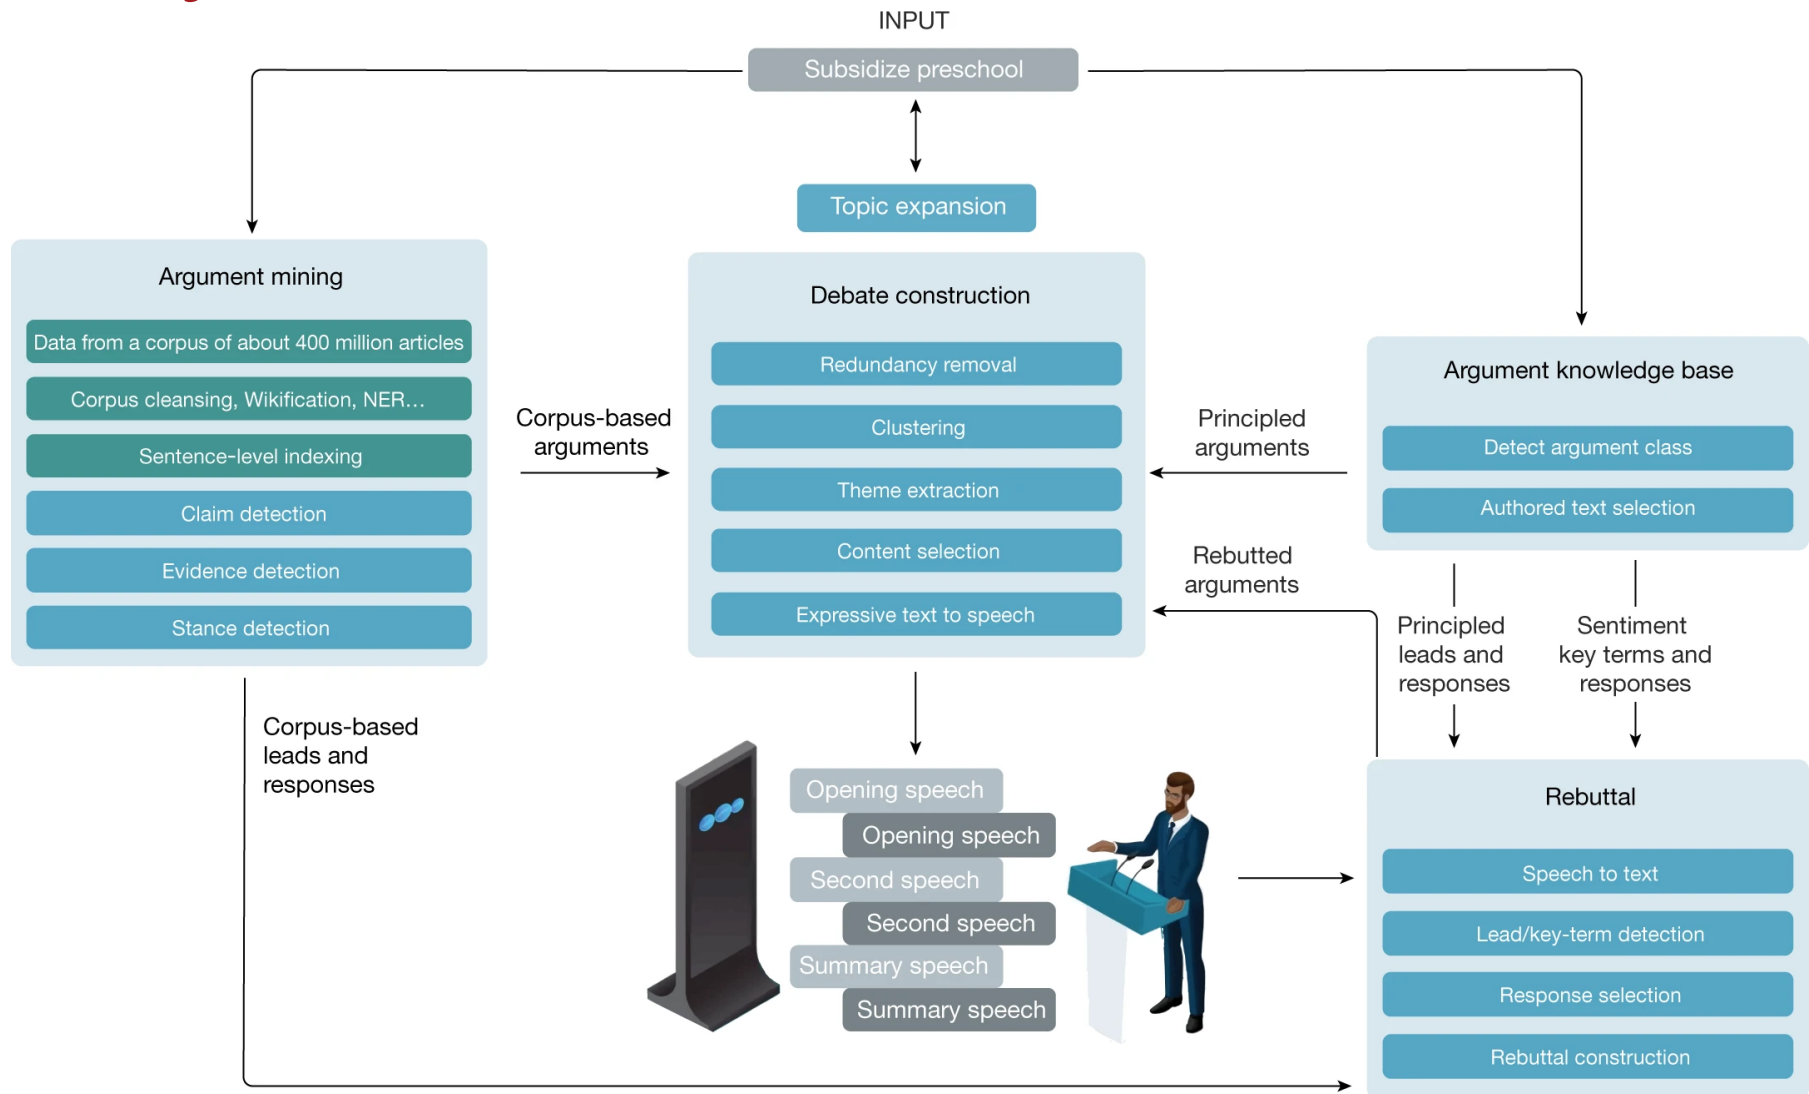 INPUT
Subsidize preschool
Topic expansion
Argument mining
Data from a corpus of about 400 million articles
Corpus cleansing, Wikification, NER…
Sentence-level indexing
Claim detection
Evidence detection
Stance detection
Corpus-based
arguments
Debate construction
Redundancy removal
Clustering
Theme extraction
Content selection
Expressive text to speech
Principled
arguments
Rebutted
arguments
Argument knowledge base
Detect argument class
Authored text selection
Principled
leads and
responses
Sentiment
key terms and
responses
Corpus-based
leads and
responses
Opening speech
Opening speech
Second speech
Second speech
Summary speech
Summary speech
Rebuttal
Speech to text
Lead/key-term detection
Response selection
Rebuttal construction